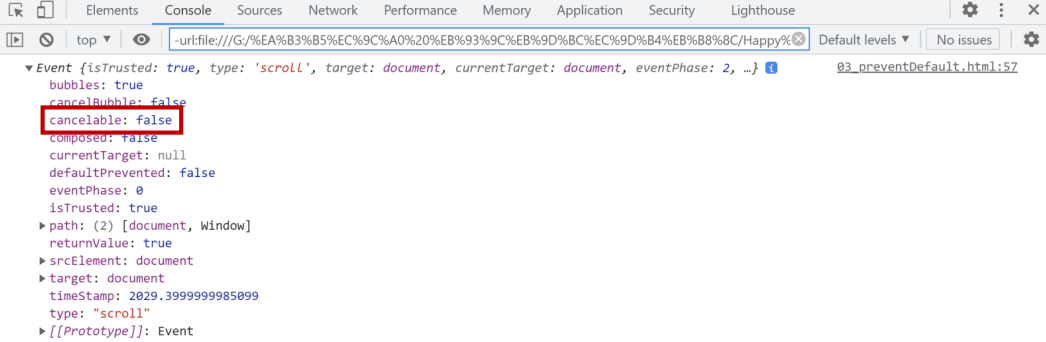 Elements Console Sources Network Performance Memory Application Security Lighthouse
top ▼ -url:file:///G:/%EA%B3%B5%EC%9C%A0%20%EB%93%9C%EB%9D%BC%EC%9D%B4%EB%B8%8C/Happy% Default levels ▼ No issues
▼Event {isTrusted: true, type: 'scroll', target: document, currentTarget: document, eventPhase: 2, …} i 03_preventDefault.html:57
bubbles: true
cancelBubble: false
cancelable: false
composed: false
currentTarget: null
defaultPrevented: false
eventPhase: 0
isTrusted: true
▶path: (2) [document, Window]
returnValue: true
▶srcElement: document
▶target: document
timeStamp: 2029.3999999985099
type: "scroll"
▶[[Prototype]]: Event